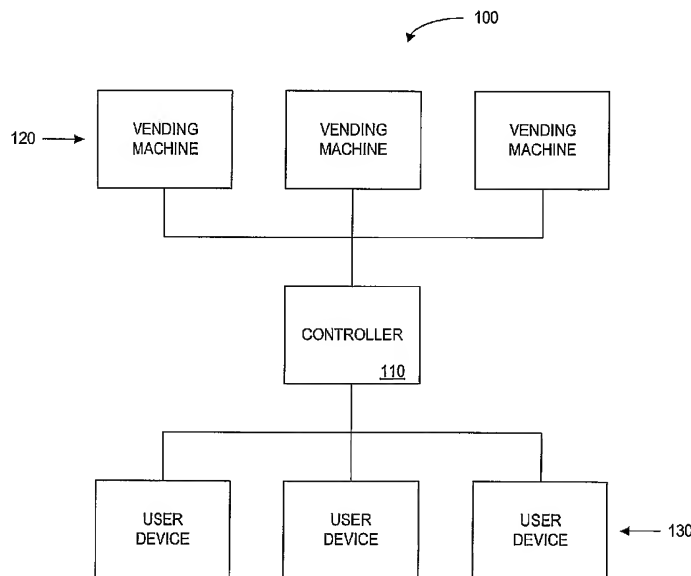 100
120
VENDING
MACHINE
VENDING
MACHINE
VENDING
MACHINE
CONTROLLER
110
USER
DEVICE
USER
DEVICE
USER
DEVICE
130